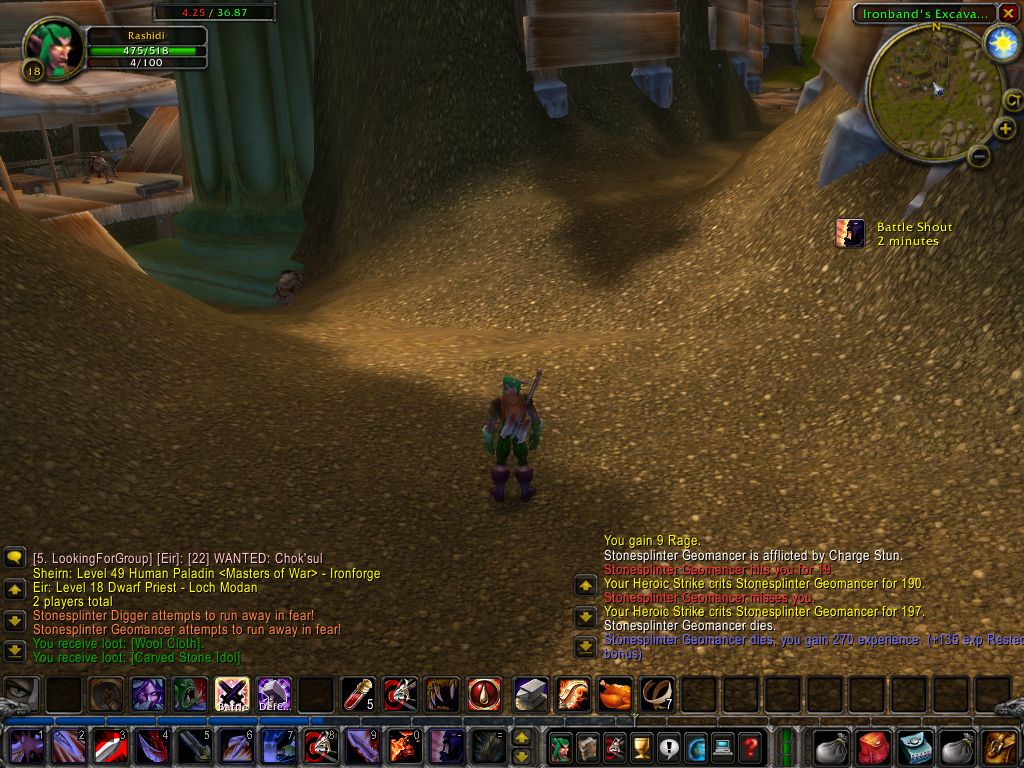 4.25 / 36.87
Rashidi
475/518
4/100
18
Ironband's Excava...
N
Battle Shout
2 minutes
[5. LookingForGroup] [Eir]: [22] WANTED: Chok'sul
Sheirn: Level 49 Human Paladin <Masters of War> - Ironforge
Eir: Level 18 Dwarf Priest - Loch Modan
2 players total
Stonesplinter Digger attempts to run away in fear!
Stonesplinter Geomancer attempts to run away in fear!
You receive loot: [Wool Cloth].
You receive loot: [Carved Stone Idol].
You gain 9 Rage.
Stonesplinter Geomancer is afflicted by Charge Stun.
Stonesplinter Geomancer hits you for 19.
Your Heroic Strike crits Stonesplinter Geomancer for 190.
Stonesplinter Geomancer misses you.
Your Heroic Strike crits Stonesplinter Geomancer for 197.
Stonesplinter Geomancer dies.
Stonesplinter Geomancer dies, you gain 270 experience. (+135 exp Rested
bonus)
Battle
Defe...
5
7
1 2 3 4 5 6 7 8 9 0 - =